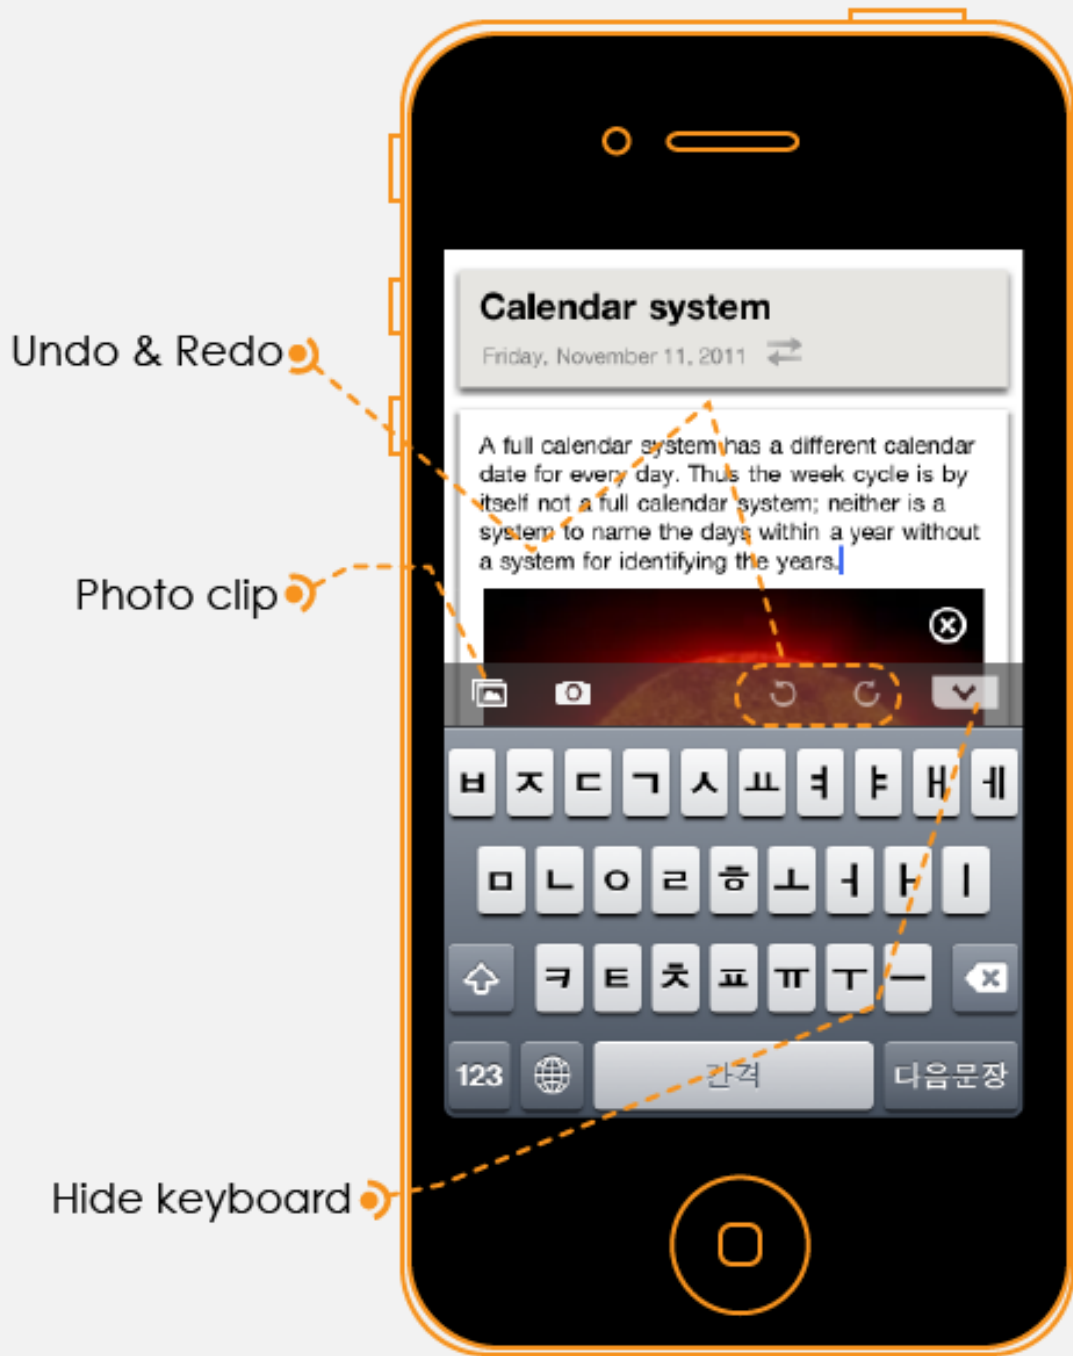 Calendar system
Friday, November 11, 2011
Undo & Redo
A full calendar system has a different calendar
date for every day. Thus the week cycle is by
itself not a full calendar system; neither is a
system to name the days within a year without
a system for identifying the years.
Photo clip
ㅂ ㅈ ㄷ ㄱ ㅅ ㅛ ㅕ ㅑ ㅐ ㅔ
ㅁ ㄴ ㅇ ㄹ ㅎ ㅗ ㅓ ㅏ ㅣ
ㅋ ㅌ ㅊ ㅍ ㅠ ㅜ ㅡ
123 간격 다음문장
Hide keyboard